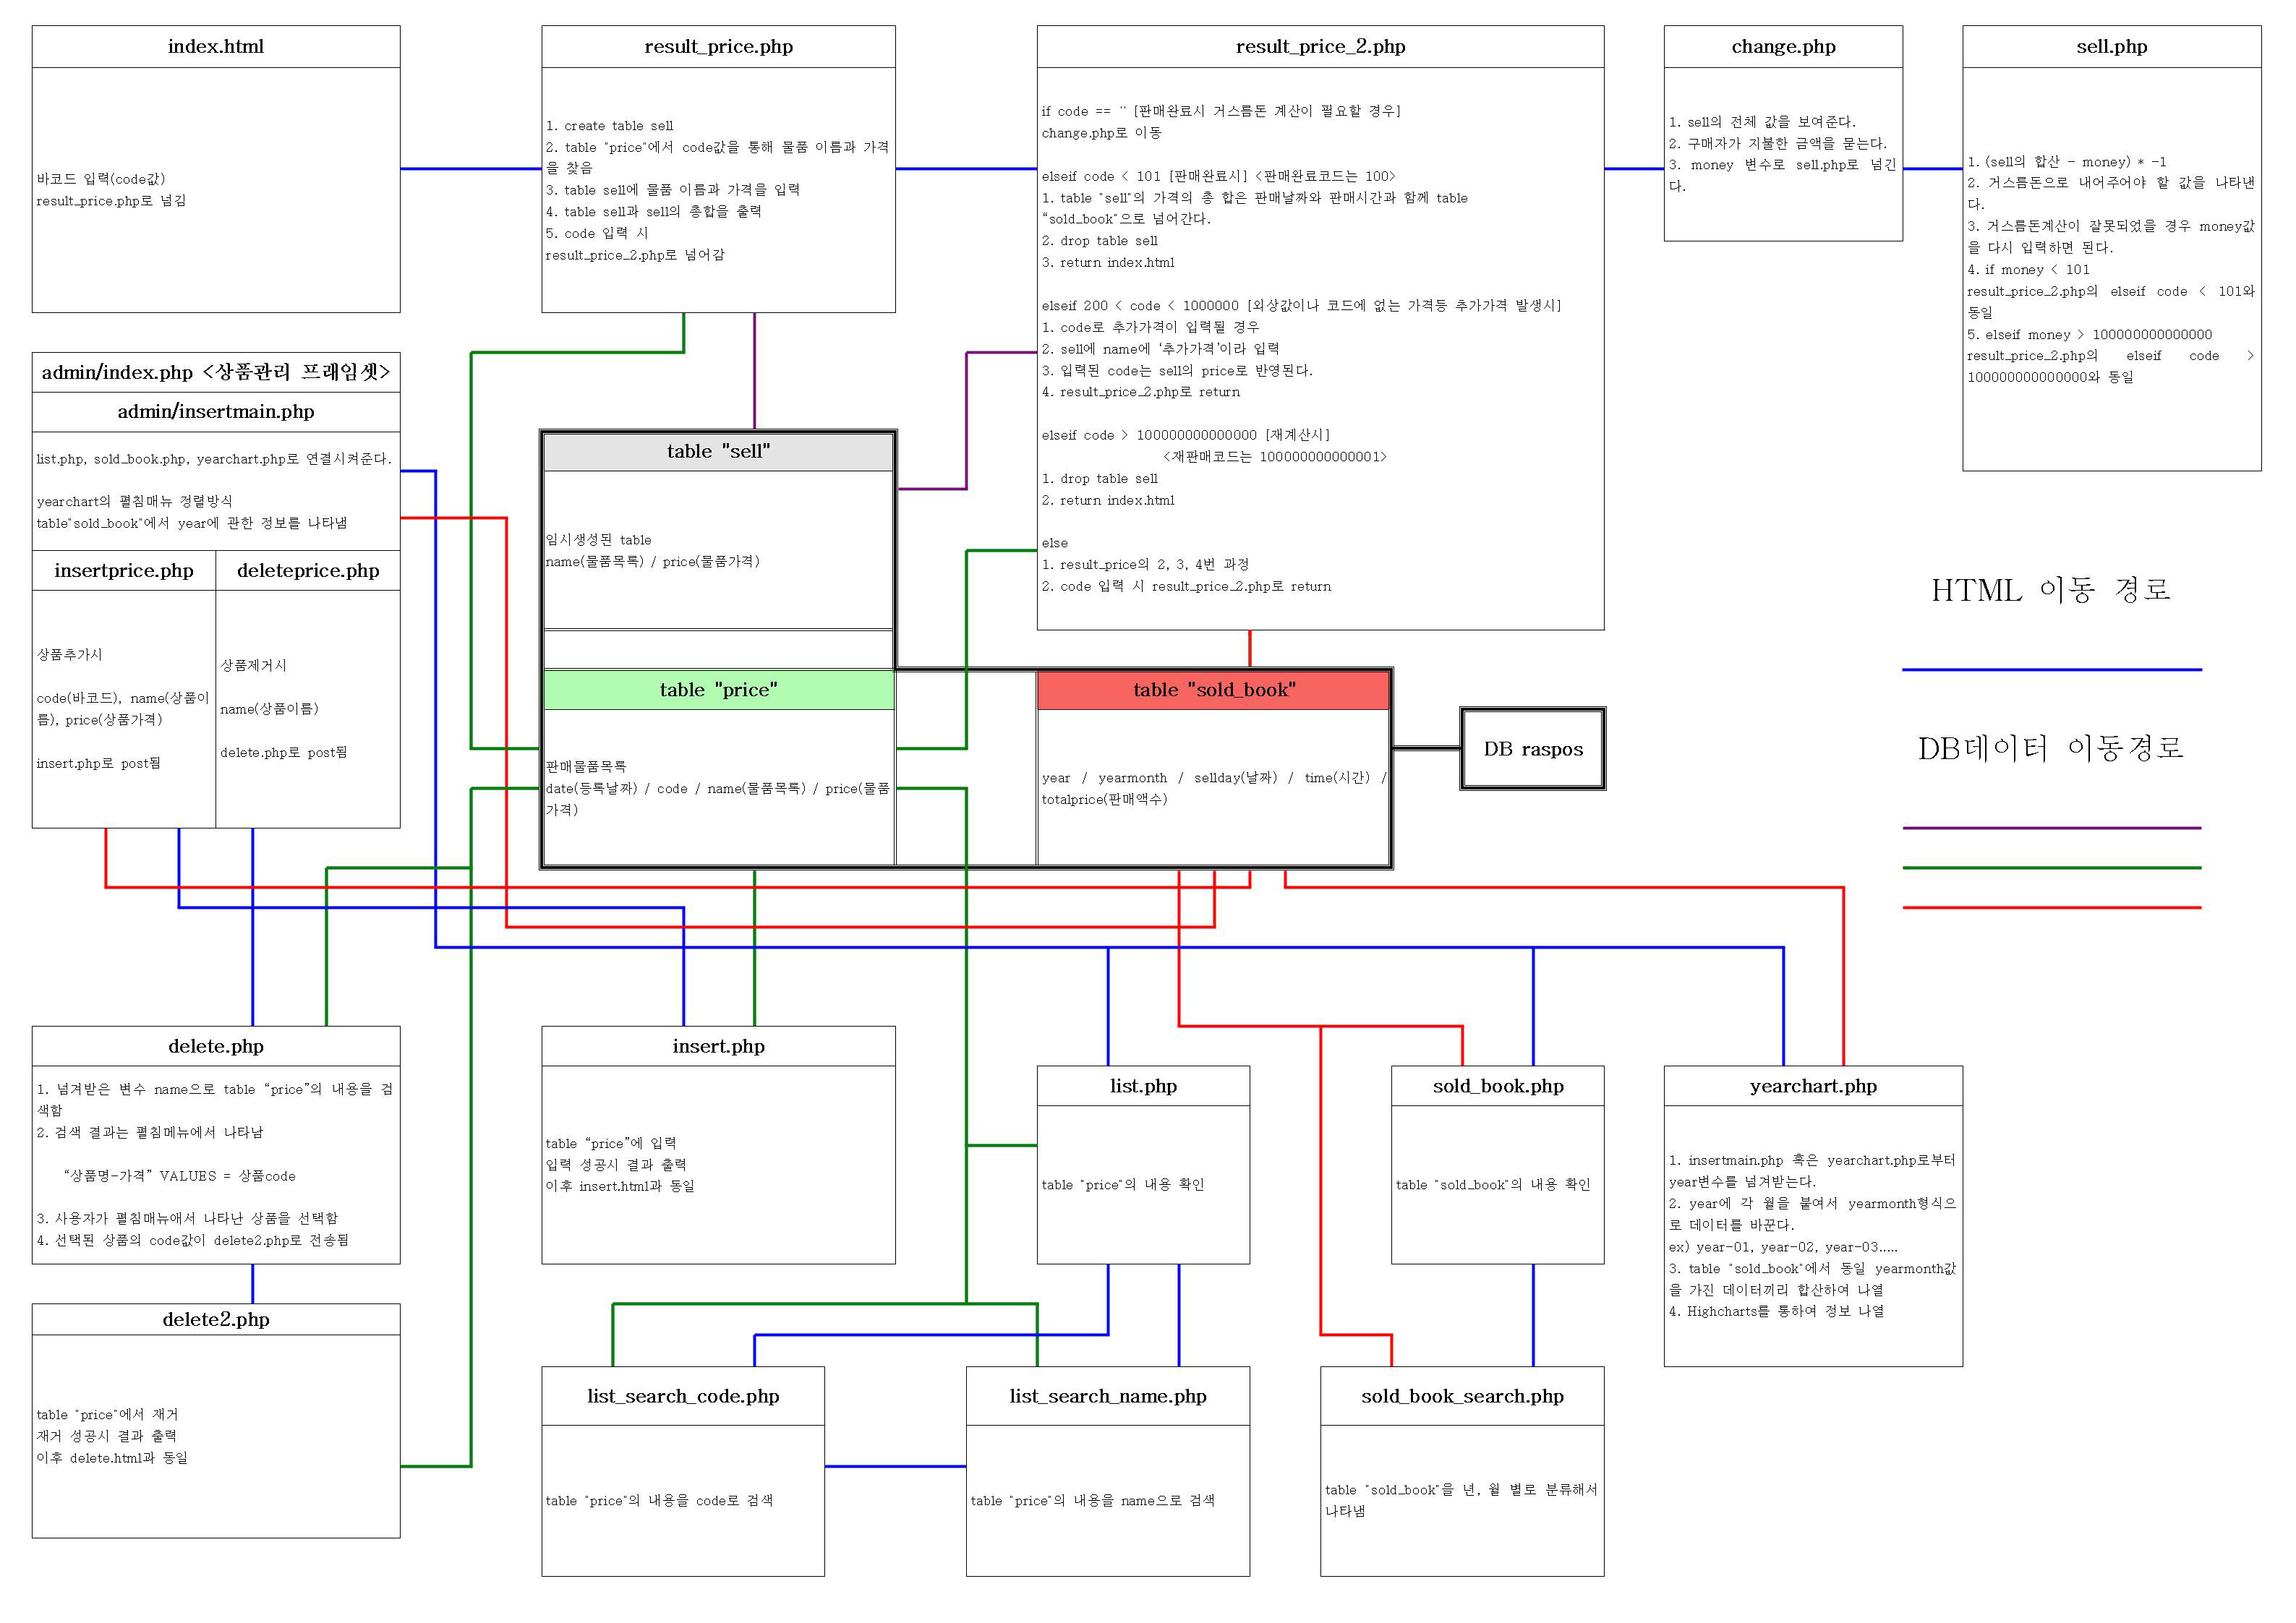 index.html
바코드 입력(code값)
result_price.php로 넘김
result_price.php
1. create table sell
2. table "price"에서 code값을 통해 물품 이름과 가격
을 찾음
3. table sell에 물품 이름과 가격을 입력
4. table sell과 sell의 총합을 출력
5. code 입력 시
result_price_2.php로 넘어감
result_price_2.php
if code == '' [판매완료시 거스름돈 계산이 필요할 경우]
change.php로 이동
elseif code < 101 [판매완료시] <판매완료코드는 100>
1. table "sell"의 가격의 총 합은 판매날짜와 판매시간과 함께 table
“sold_book"으로 넘어간다.
2. drop table sell
3. return index.html
elseif 200 < code < 1000000 [외상값이나 코드에 없는 가격등 추가가격 발생시]
1. code로 추가가격이 입력될 경우
2. sell에 name에 ‘추가가격’이라 입력
3. 입력된 code는 sell의 price로 반영된다.
4. result_price_2.php로 return
elseif code > 100000000000000 [재계산시]
<재판매코드는 100000000000001>
1. drop table sell
2. return index.html
else
1. result_price의 2, 3, 4번 과정
2. code 입력 시 result_price_2.php로 return
change.php
1. sell의 전체 값을 보여준다.
2. 구매자가 지불한 금액을 묻는다.
3. money 변수로 sell.php로 넘긴
다.
sell.php
1. (sell의 합산 - money) * -1
2. 거스름돈으로 내어주어야 할 값을 나타낸
다.
3. 거스름돈계산이 잘못되었을 경우 money값
을 다시 입력하면 된다.
4. if money < 101
result_price_2.php의 elseif code < 101와
동일
5. elseif money > 100000000000000
result_price_2.php의 elseif code >
100000000000000와 동일
admin/index.php <상품관리 프레임셋>
admin/insertmain.php
list.php, sold_book.php, yearchart.php로 연결시켜준다.
yearchart의 펼침매뉴 정렬방식
table"sold_book"에서 year에 관한 정보를 나타냄
insertprice.php
상품추가시
code(바코드), name(상품이
름), price(상품가격)
insert.php로 post됨
deleteprice.php
상품제거시
name(상품이름)
delete.php로 post됨
table "sell"
임시생성된 table
name(물품목록) / price(물품가격)
table "price"
판매물품목록
date(등록날짜) / code / name(물품목록) / price(물품
가격)
table "sold_book"
year / yearmonth / sellday(날짜) / time(시간) /
totalprice(판매액수)
DB raspos
HTML 이동 경로
DB데이터 이동경로
delete.php
1. 넘겨받은 변수 name으로 table “price”의 내용을 검
색함
2. 검색 결과는 펼침메뉴에서 나타남
“상품명-가격” VALUES = 상품code
3. 사용자가 펼침매뉴애서 나타난 상품을 선택함
4. 선택된 상품의 code값이 delete2.php로 전송됨
insert.php
table “price”에 입력
입력 성공시 결과 출력
이후 insert.html과 동일
list.php
table "price"의 내용 확인
sold_book.php
table "sold_book"의 내용 확인
yearchart.php
1. insertmain.php 혹은 yearchart.php로부터
year변수를 넘겨받는다.
2. year에 각 월을 붙여서 yearmonth형식으
로 데이터를 바꾼다.
ex) year-01, year-02, year-03.....
3. table "sold_book"에서 동일 yearmonth값
을 가진 데이터끼리 합산하여 나열
4. Highcharts를 통하여 정보 나열
delete2.php
table "price"에서 재거
재거 성공시 결과 출력
이후 delete.html과 동일
list_search_code.php
table "price"의 내용을 code로 검색
list_search_name.php
table "price"의 내용을 name으로 검색
sold_book_search.php
table "sold_book"을 년, 월 별로 분류해서
나타냄